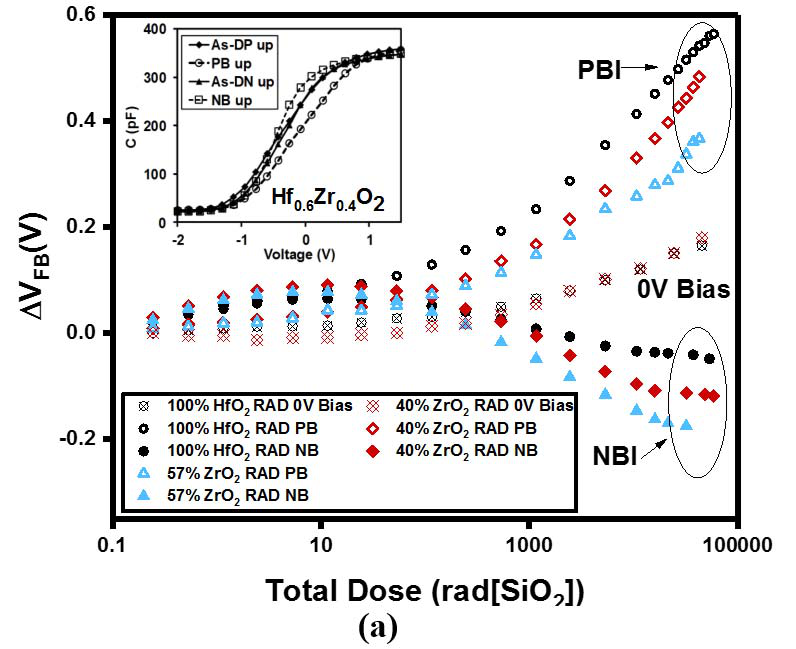 0.6
0.4
0.2
0.0
-0.2
ΔV_FB(V)
400
300
200
100
0
C (pF)
As-DP up
PB up
As-DN up
NB up
Hf0.6Zr0.4O2
-2 -1 0 1
Voltage (V)
PBI
0V Bias
NBI
100% HfO2 RAD 0V Bias 40% ZrO2 RAD 0V Bias
100% HfO2 RAD PB 40% ZrO2 RAD PB
100% HfO2 RAD NB 40% ZrO2 RAD NB
57% ZrO2 RAD PB
57% ZrO2 RAD NB
0.1 10 1000 100000
Total Dose (rad[SiO2])
(a)